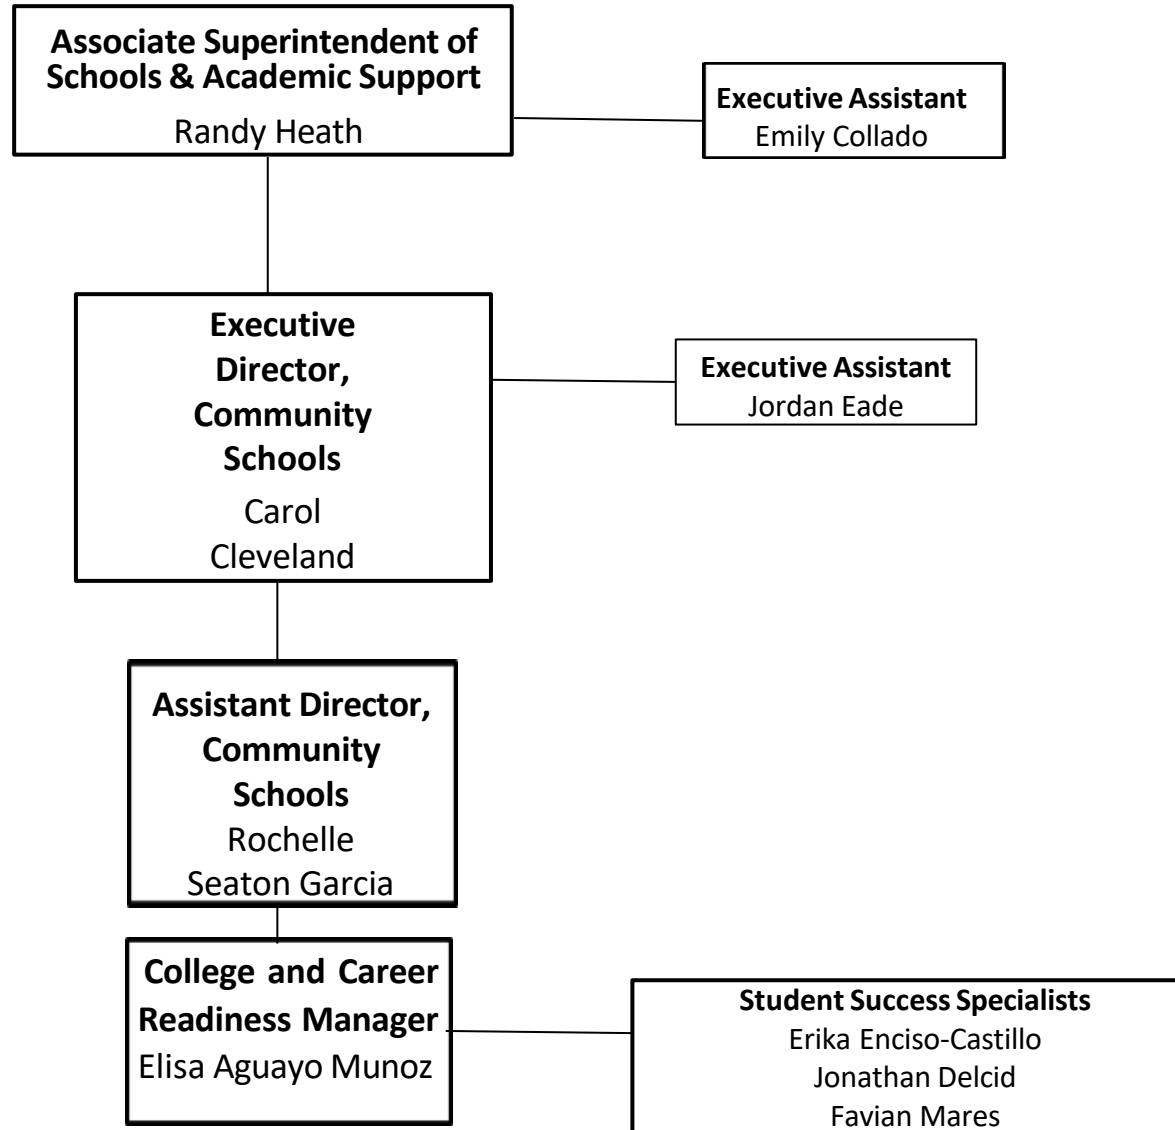 Associate Superintendent of
Schools & Academic Support
Randy Heath
Executive Assistant
Emily Collado
Executive
Director,
Community
Schools
Carol
Cleveland
Executive Assistant
Jordan Eade
Assistant Director,
Community
Schools
Rochelle
Seaton Garcia
College and Career
Readiness Manager
Elisa Aguayo Munoz
Student Success Specialists
Erika Enciso-Castillo
Jonathan Delcid
Favian Mares